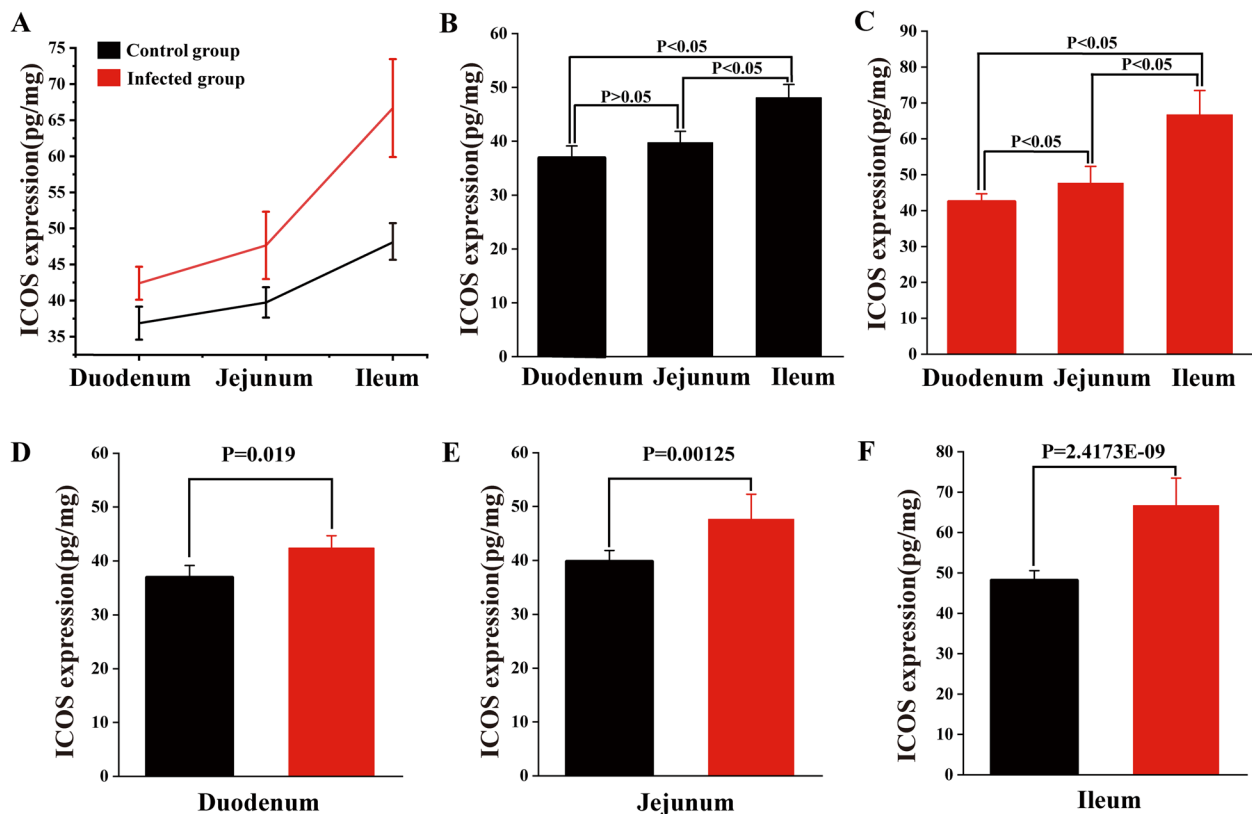 A
Control group
Infected group
ICOS expression(pg/mg)
75
70
65
60
55
50
45
40
35
Duodenum Jejunum Ileum
B
ICOS expression(pg/mg)
60
50
40
30
20
10
0
P<0.05
P<0.05
P>0.05
Duodenum Jejunum Ileum
C
ICOS expression(pg/mg)
90
80
70
60
50
40
30
20
10
0
P<0.05
P<0.05
P<0.05
Duodenum Jejunum Ileum
D
ICOS expression(pg/mg)
60
50
40
30
20
10
0
P=0.019
Duodenum
E
ICOS expression(pg/mg)
60
50
40
30
20
10
0
P=0.00125
Jejunum
F
ICOS expression(pg/mg)
80
70
60
50
40
30
20
10
0
P=2.4173E-09
Ileum